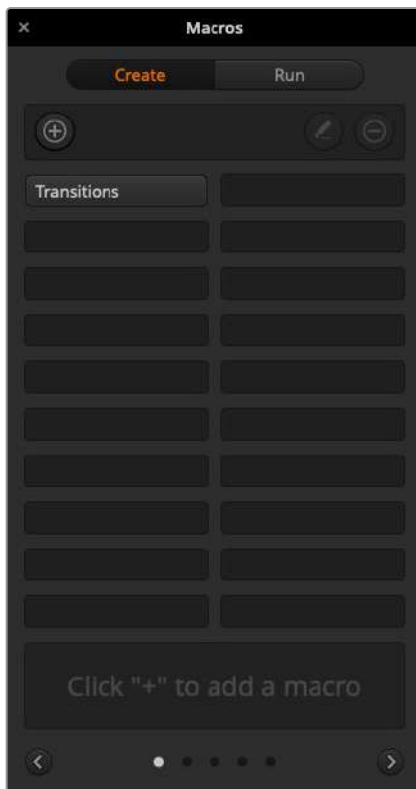 Macros
Create
Run
Transitions
Click "+" to add a macro